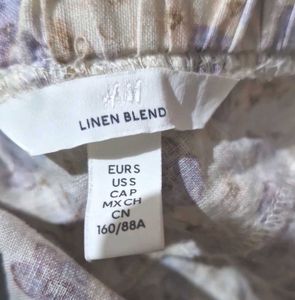 H&M
LINEN BLEND
EUR S
US S
CA P
MX CH
CN
160/88A